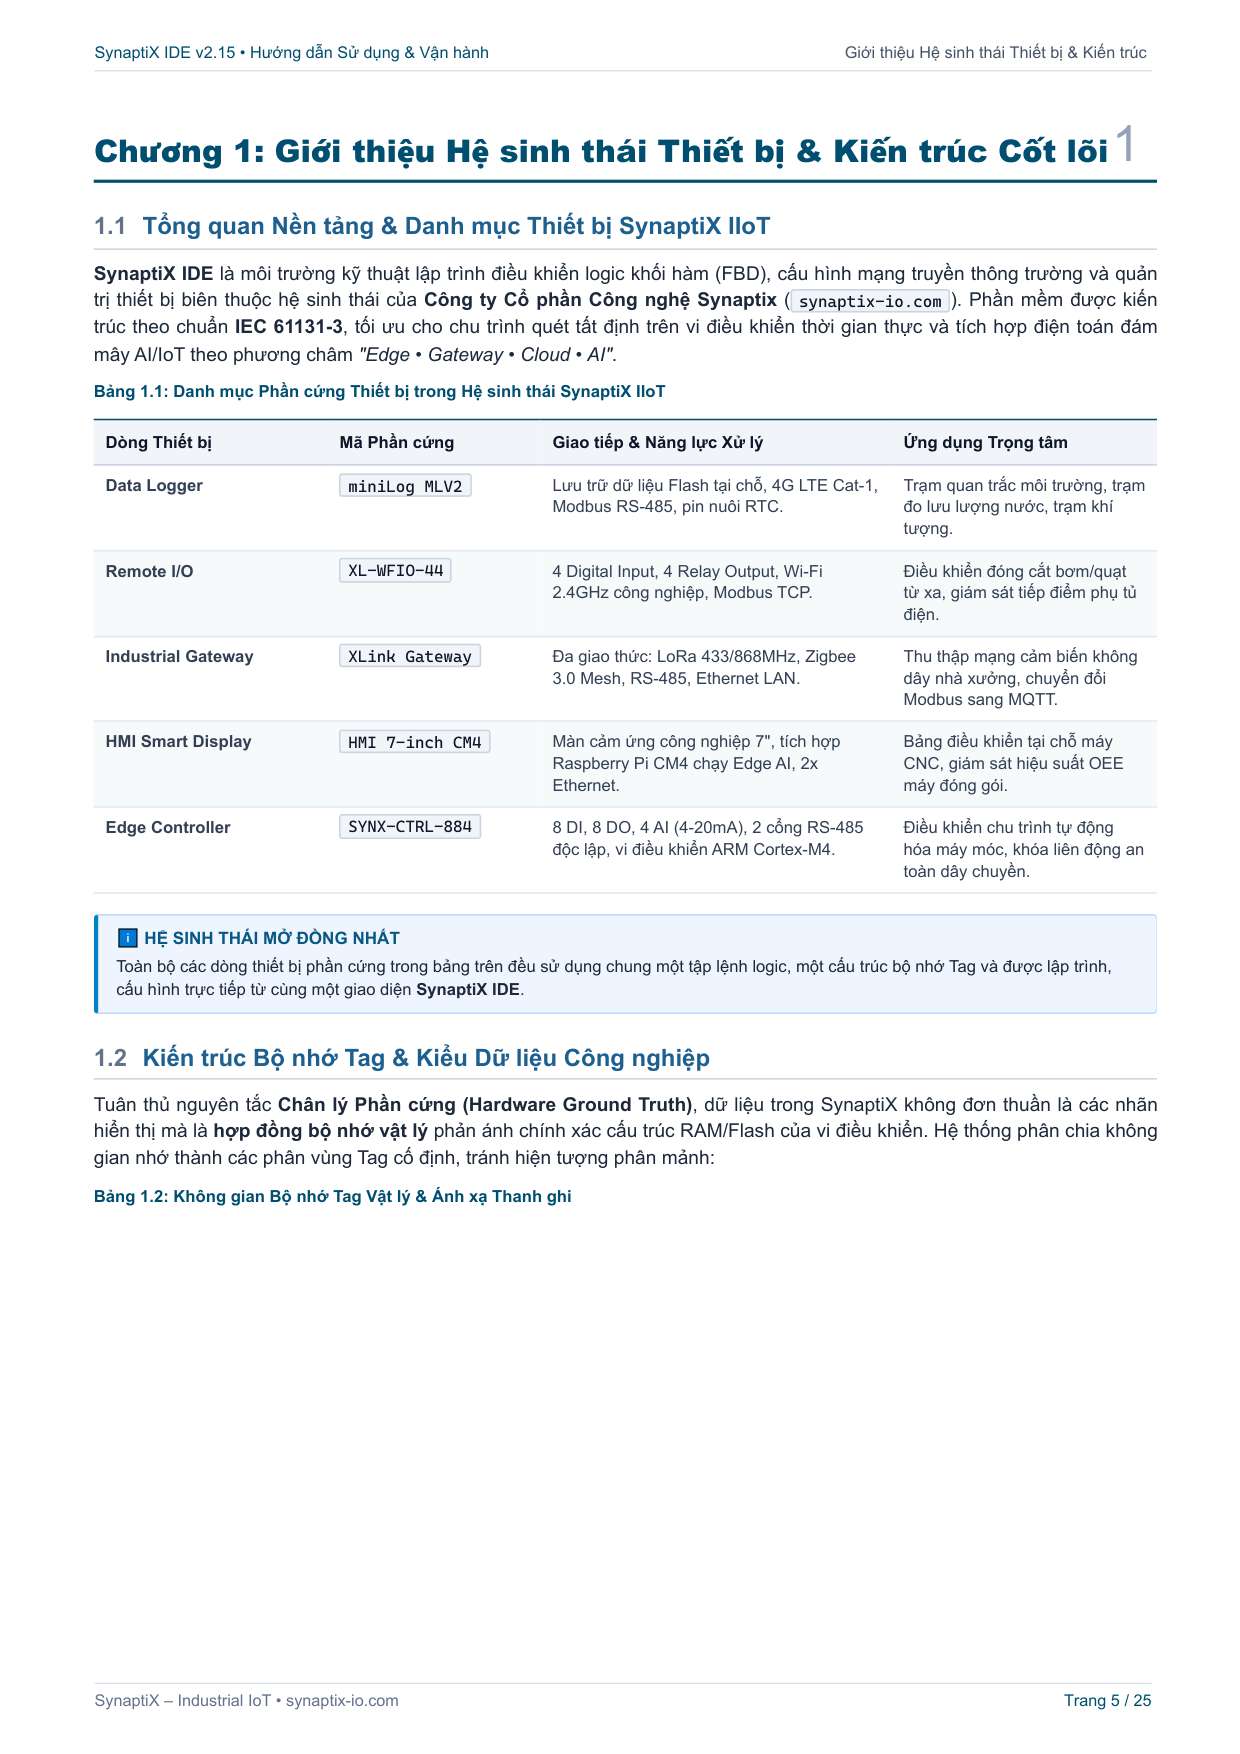 SynaptiX IDE v2.15 • Hướng dẫn Sử dụng & Vận hành
Giới thiệu Hệ sinh thái Thiết bị & Kiến trúc
Chương 1: Giới thiệu Hệ sinh thái Thiết bị & Kiến trúc Cốt lõi 1
1.1 Tổng quan Nền tảng & Danh mục Thiết bị SynaptiX IIoT
SynaptiX IDE là môi trường kỹ thuật lập trình điều khiển logic khối hàm (FBD), cấu hình mạng truyền thông trường và quản
trị thiết bị biên thuộc hệ sinh thái của Công ty Cổ phần Công nghệ Synaptix ( synaptix-io.com ). Phần mềm được kiến
trúc theo chuẩn IEC 61131-3, tối ưu cho chu trình quét tất định trên vi điều khiển thời gian thực và tích hợp điện toán đám
mây AI/IoT theo phương châm "Edge • Gateway • Cloud • AI".
Bảng 1.1: Danh mục Phần cứng Thiết bị trong Hệ sinh thái SynaptiX IIoT
Dòng Thiết bị Mã Phần cứng Giao tiếp & Năng lực Xử lý Ứng dụng Trọng tâm
Data Logger miniLog MLV2 Lưu trữ dữ liệu Flash tại chỗ, 4G LTE Cat-1, Trạm quan trắc môi trường, trạm
Modbus RS-485, pin nuôi RTC. đo lưu lượng nước, trạm khí
tượng.
Remote I/O XL-WFIO-44 4 Digital Input, 4 Relay Output, Wi-Fi Điều khiển đóng cắt bơm/quạt
2.4GHz công nghiệp, Modbus TCP. từ xa, giám sát tiếp điểm phụ tủ
điện.
Industrial Gateway XLink Gateway Đa giao thức: LoRa 433/868MHz, Zigbee Thu thập mạng cảm biến không
3.0 Mesh, RS-485, Ethernet LAN. dây nhà xưởng, chuyển đổi
Modbus sang MQTT.
HMI Smart Display HMI 7-inch CM4 Màn cảm ứng công nghiệp 7", tích hợp Bảng điều khiển tại chỗ máy
Raspberry Pi CM4 chạy Edge AI, 2x CNC, giám sát hiệu suất OEE
Ethernet. máy đóng gói.
Edge Controller SYNX-CTRL-884 8 DI, 8 DO, 4 AI (4-20mA), 2 cổng RS-485 Điều khiển chu trình tự động
độc lập, vi điều khiển ARM Cortex-M4. hóa máy móc, khóa liên động an
toàn dây chuyền.
i HỆ SINH THÁI MỞ ĐỒNG NHẤT
Toàn bộ các dòng thiết bị phần cứng trong bảng trên đều sử dụng chung một tập lệnh logic, một cấu trúc bộ nhớ Tag và được lập trình,
cấu hình trực tiếp từ cùng một giao diện SynaptiX IDE.
1.2 Kiến trúc Bộ nhớ Tag & Kiểu Dữ liệu Công nghiệp
Tuân thủ nguyên tắc Chân lý Phần cứng (Hardware Ground Truth), dữ liệu trong SynaptiX không đơn thuần là các nhãn
hiển thị mà là hợp đồng bộ nhớ vật lý phản ánh chính xác cấu trúc RAM/Flash của vi điều khiển. Hệ thống phân chia không
gian nhớ thành các phân vùng Tag cố định, tránh hiện tượng phân mảnh:
Bảng 1.2: Không gian Bộ nhớ Tag Vật lý & Ánh xạ Thanh ghi
SynaptiX – Industrial IoT • synaptix-io.com
Trang 5 / 25